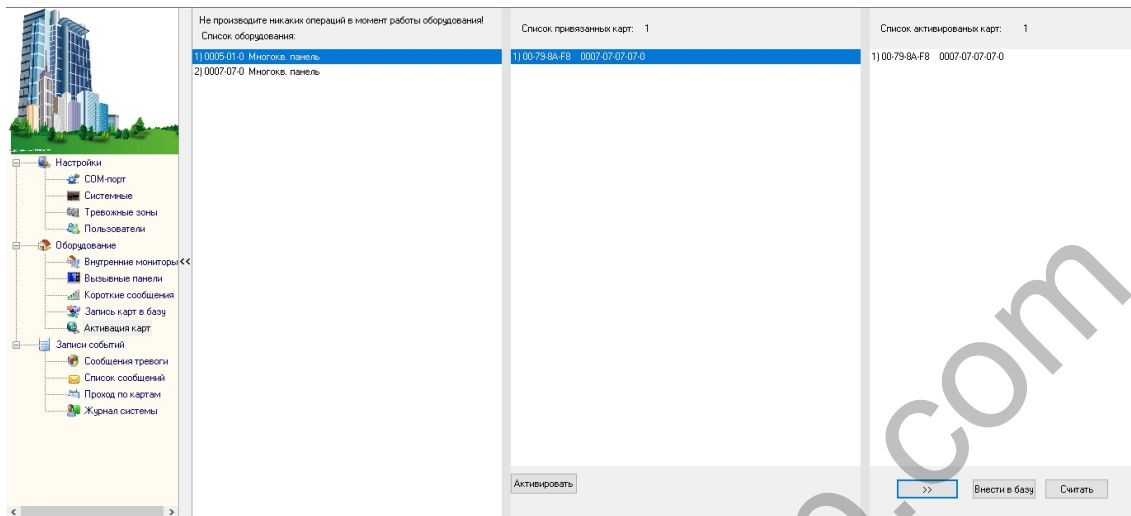 Не производите никаких операций в момент работы оборудования!
Список оборудования:
1) 0005-01-0 Многокв. панель
2) 0007-07-0 Многокв. панель
Список привязанных карт: 1
1) 00-79-8A-F8 0007-07-07-07-0
Активировать
Список активированых карт: 1
1) 00-79-8A-F8 0007-07-07-07-0
>> Внести в базу Считать
Настройки
COM-порт
Системные
Тревожные зоны
Пользователи
Оборудование
Внутренние мониторы
<<
Вызывные панели
Короткие сообщения
Запись карт в базу
Активация карт
Записи событий
Сообщения тревоги
Список сообщений
Проход по картам
Журнал системы
.com